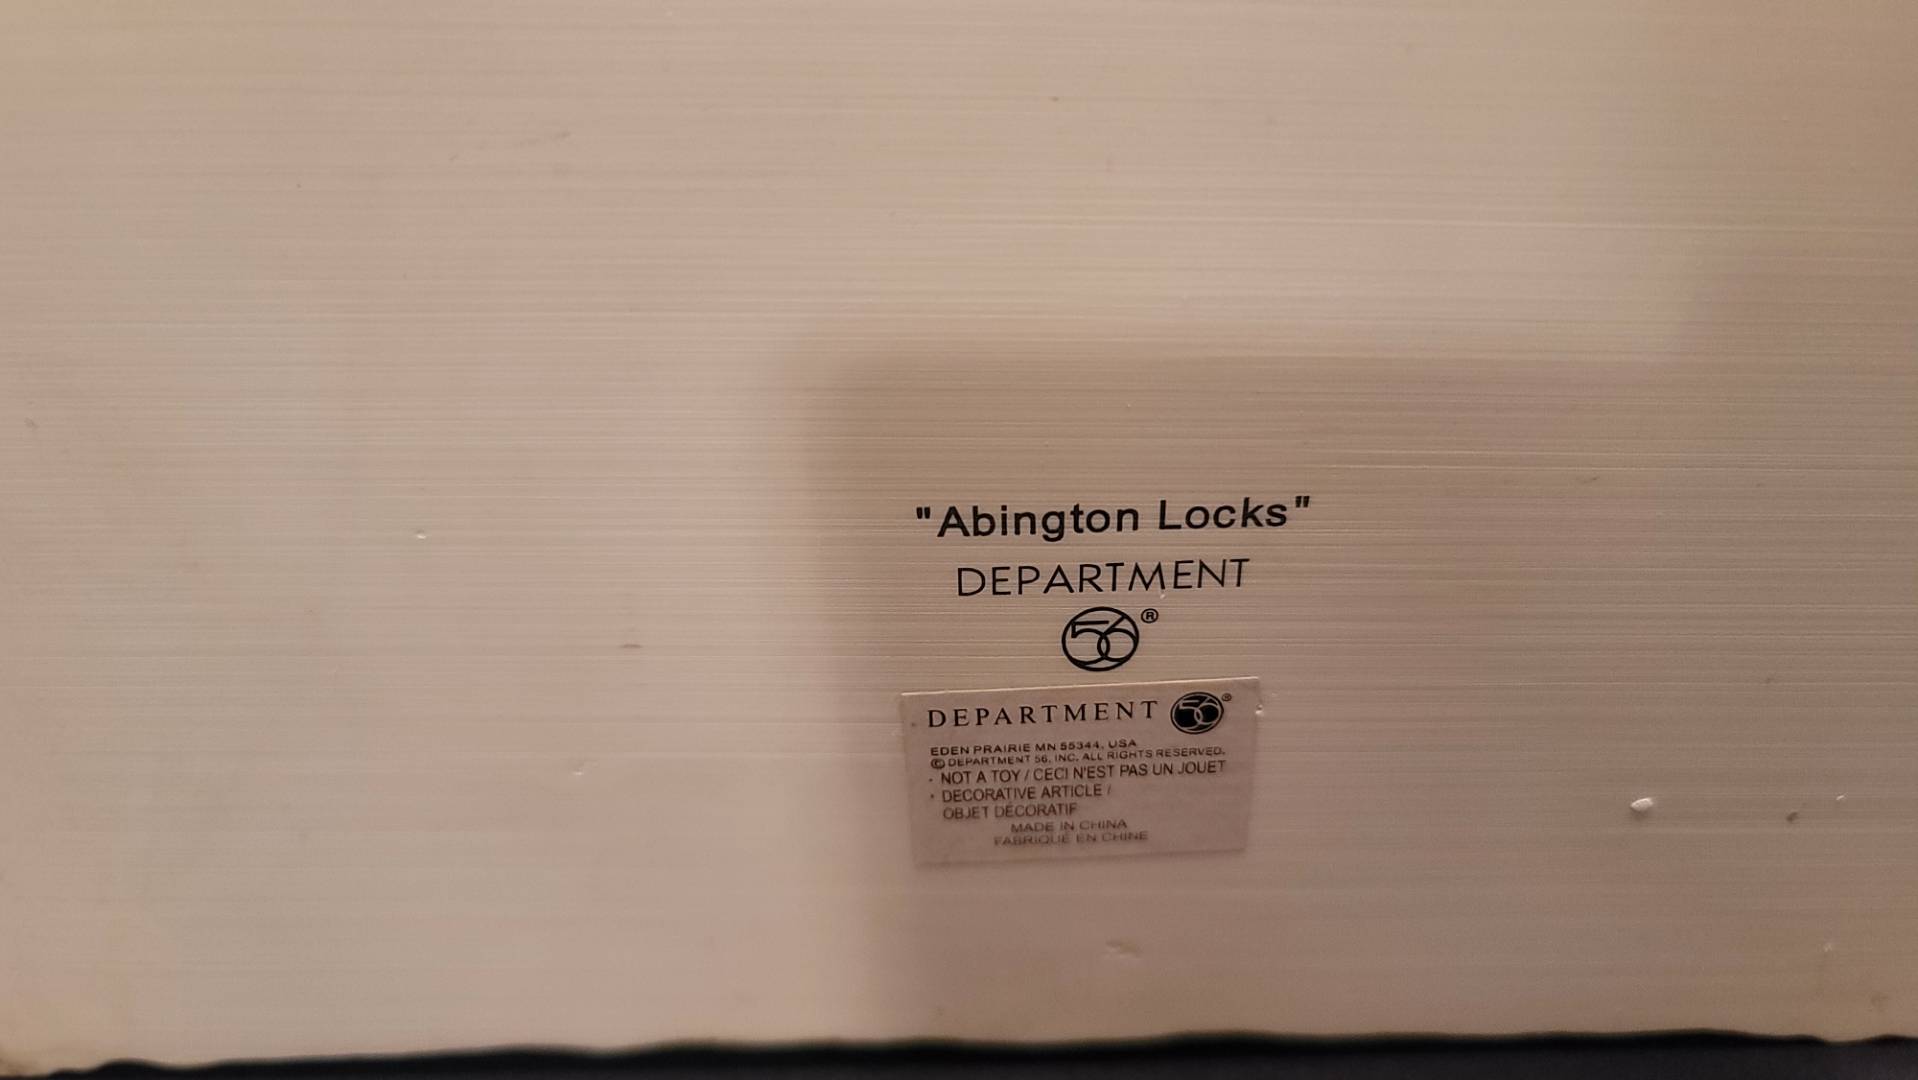 "Abington Locks"
DEPARTMENT
56®
DEPARTMENT 56®
EDEN PRAIRIE MN 55344, USA
© DEPARTMENT 56, INC. ALL RIGHTS RESERVED.
· NOT A TOY / CECI N'EST PAS UN JOUET
· DECORATIVE ARTICLE /
OBJET DÉCORATIF
MADE IN CHINA
FABRIQUÉ EN CHINE